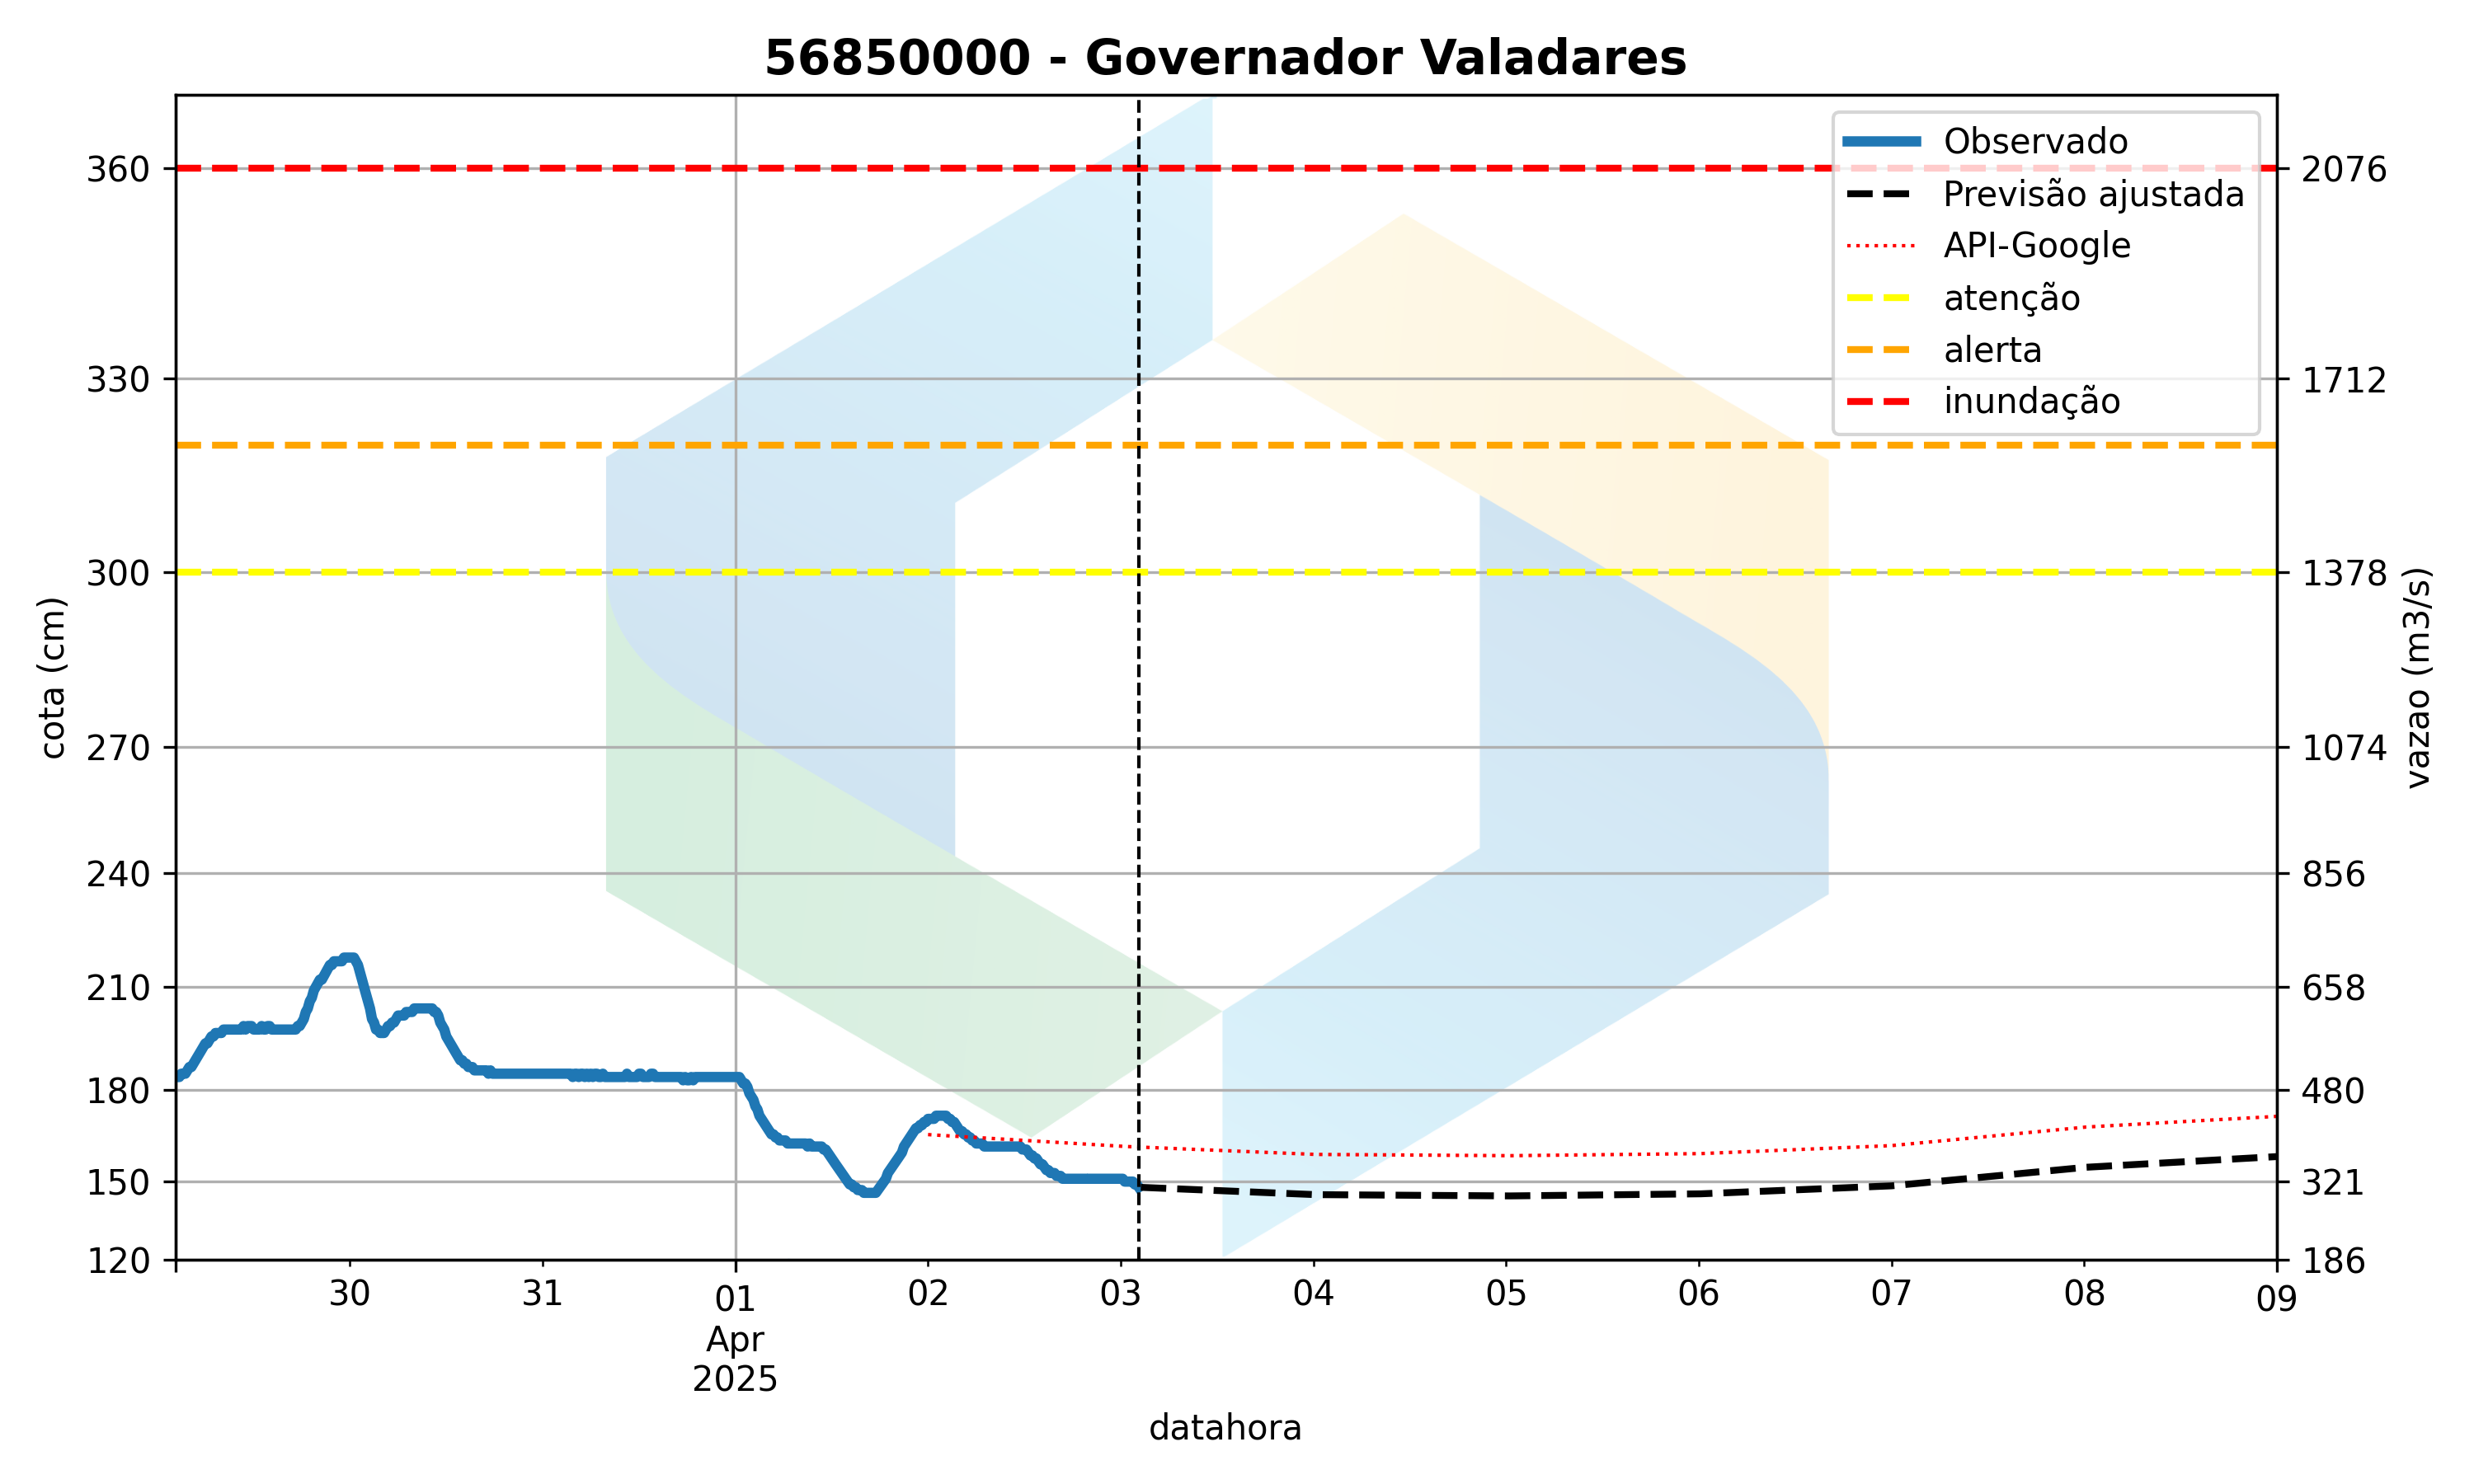 56850000 - Governador Valadares
Observado
Previsão ajustada
API-Google
atenção
alerta
inundação
360
330
300
270
240
210
180
150
120
cota (cm)
2076
1712
1378
1074
856
658
480
321
186
vazao (m3/s)
30
31
01
Apr
2025
02
03
04
05
06
07
08
09
datahora